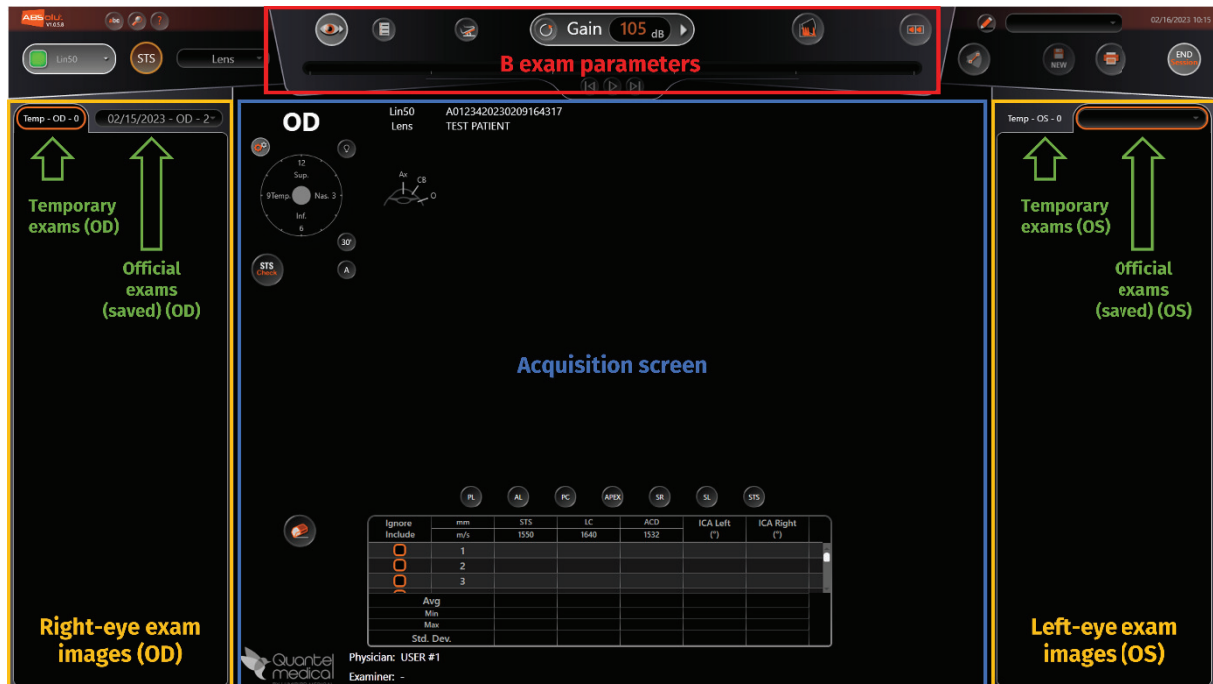 ABSolu.
V1.0.5.6
abc
?
Lin50
STS
Lens
Gain 105 dB
B exam parameters
02/16/2023 10:15
NEW
END
Session
Temp - OD - 0
02/15/2023 - OD - 2
Temporary
exams (OD)
Official
exams
(saved) (OD)
Right-eye exam
images (OD)
OD
Lin50 A0123420230209164317
Lens TEST PATIENT
12
Sup.
9 Temp. Nas. 3
Inf.
6
30'
STS
Check
A
Ax
CB
O
Acquisition screen
PL AL PC APEX SR SL STS
Ignore mm STS LC ACD ICA Left ICA Right
Include m/s 1550 1640 1532 (°) (°)
1
2
3
Avg
Min
Max
Std. Dev.
Quantel
medical
Physician: USER #1
Examiner: -
Temp - OS - 0
Temporary
exams (OS)
Official
exams
(saved) (OS)
Left-eye exam
images (OS)